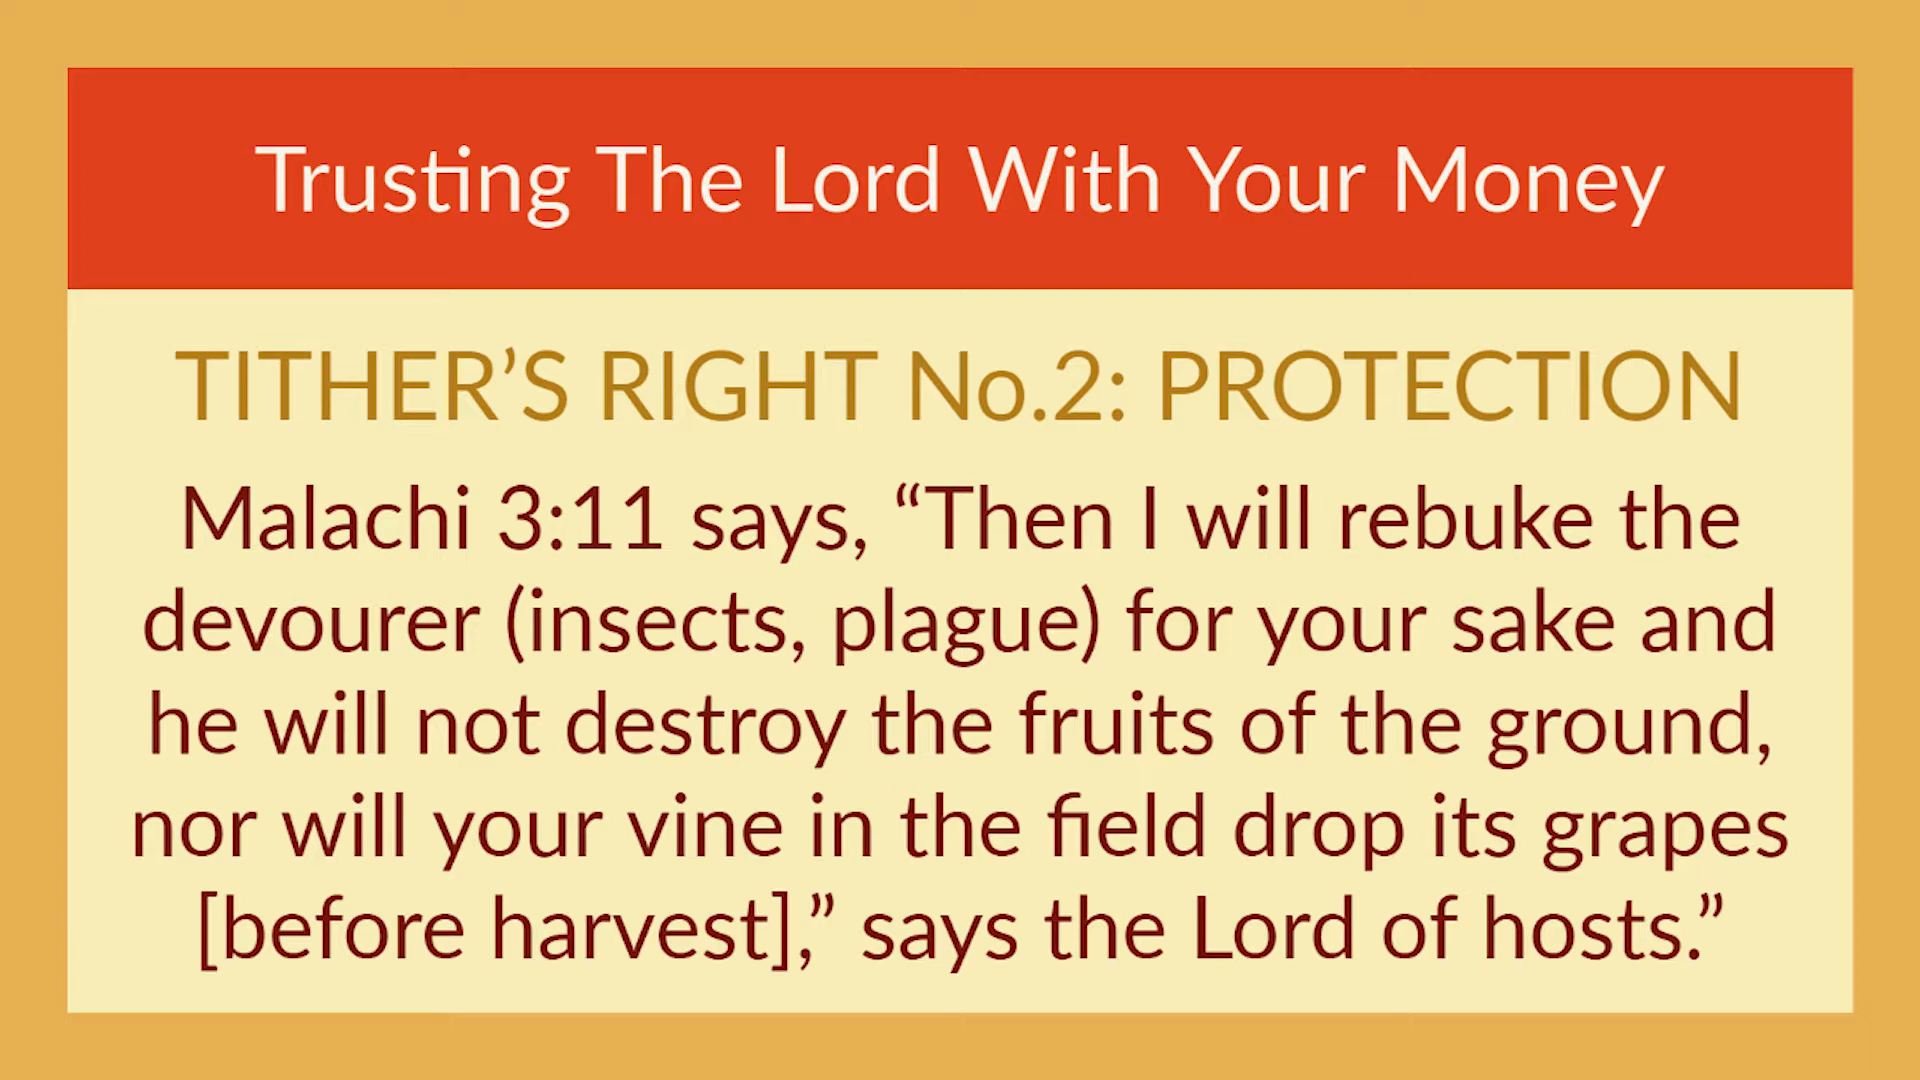 Trusting The Lord With Your Money
TITHER’S RIGHT No.2: PROTECTION
Malachi 3:11 says, “Then I will rebuke the
devourer (insects, plague) for your sake and
he will not destroy the fruits of the ground,
nor will your vine in the field drop its grapes
[before harvest],” says the Lord of hosts.”